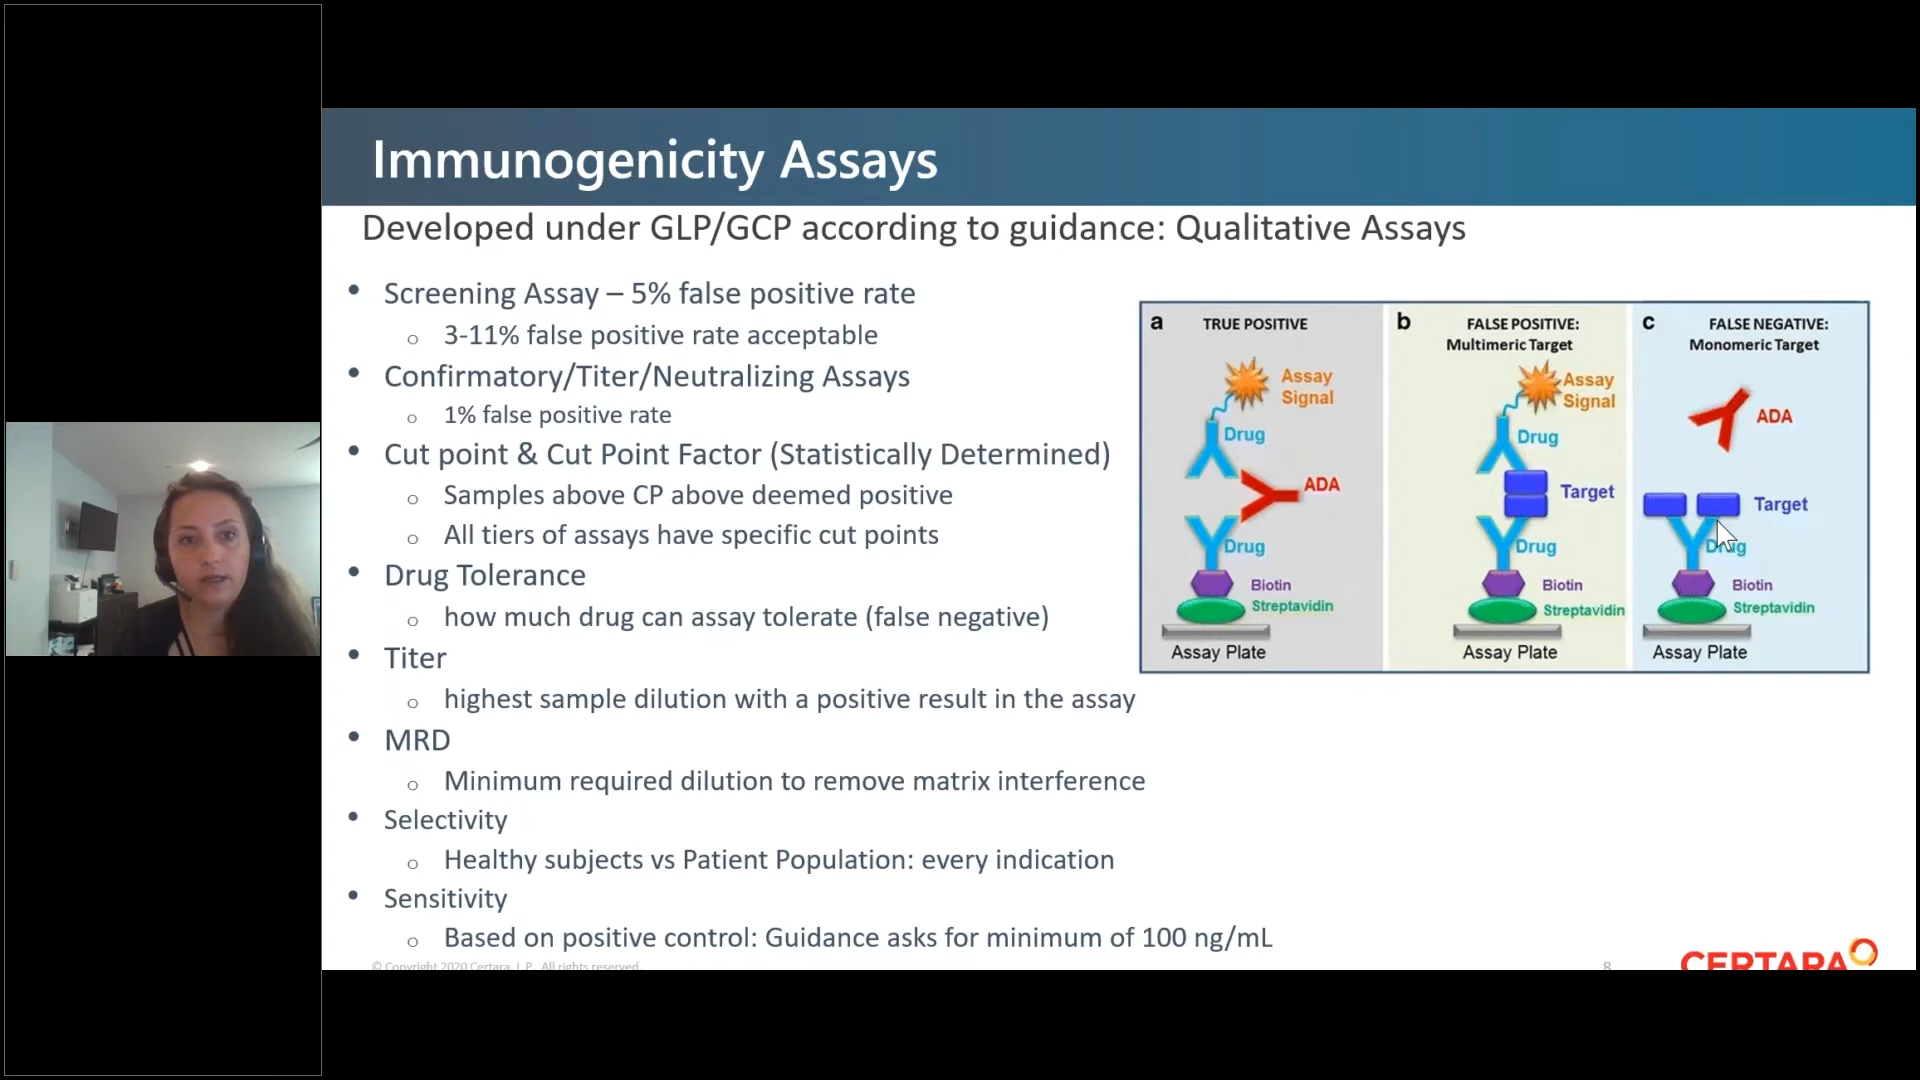 Immunogenicity Assays
Developed under GLP/GCP according to guidance: Qualitative Assays
• Screening Assay – 5% false positive rate
o 3-11% false positive rate acceptable
• Confirmatory/Titer/Neutralizing Assays
o 1% false positive rate
• Cut point & Cut Point Factor (Statistically Determined)
o Samples above CP above deemed positive
o All tiers of assays have specific cut points
• Drug Tolerance
o how much drug can assay tolerate (false negative)
• Titer
o highest sample dilution with a positive result in the assay
• MRD
o Minimum required dilution to remove matrix interference
• Selectivity
o Healthy subjects vs Patient Population: every indication
• Sensitivity
o Based on positive control: Guidance asks for minimum of 100 ng/mL
a TRUE POSITIVE
Assay
Signal
Drug
ADA
Drug
Biotin
Streptavidin
Assay Plate
b FALSE POSITIVE:
Multimeric Target
Assay
Signal
Drug
Target
Drug
Biotin
Streptavidin
Assay Plate
c FALSE NEGATIVE:
Monomeric Target
ADA
Target
Drug
Biotin
Streptavidin
Assay Plate
© Copyright 2020 Certara, L.P. All rights reserved.
8
CERTARA